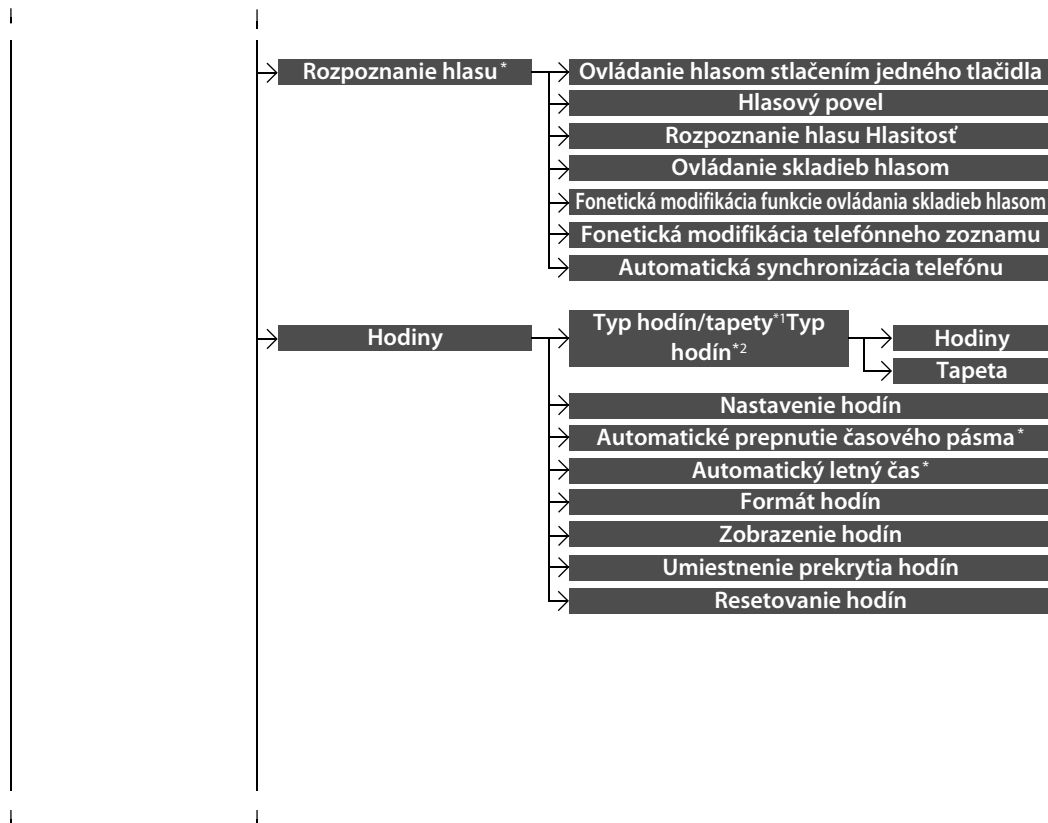 Rozpoznanie hlasu*
Ovládanie hlasom stlačením jedného tlačidla
Hlasový povel
Rozpoznanie hlasu Hlasitosť
Ovládanie skladieb hlasom
Fonetická modifikácia funkcie ovládania skladieb hlasom
Fonetická modifikácia telefónneho zoznamu
Automatická synchronizácia telefónu
Hodiny
Typ hodín/tapety*1Typ
hodín*2
Hodiny
Tapeta
Nastavenie hodín
Automatické prepnutie časového pásma*
Automatický letný čas*
Formát hodín
Zobrazenie hodín
Umiestnenie prekrytia hodín
Resetovanie hodín